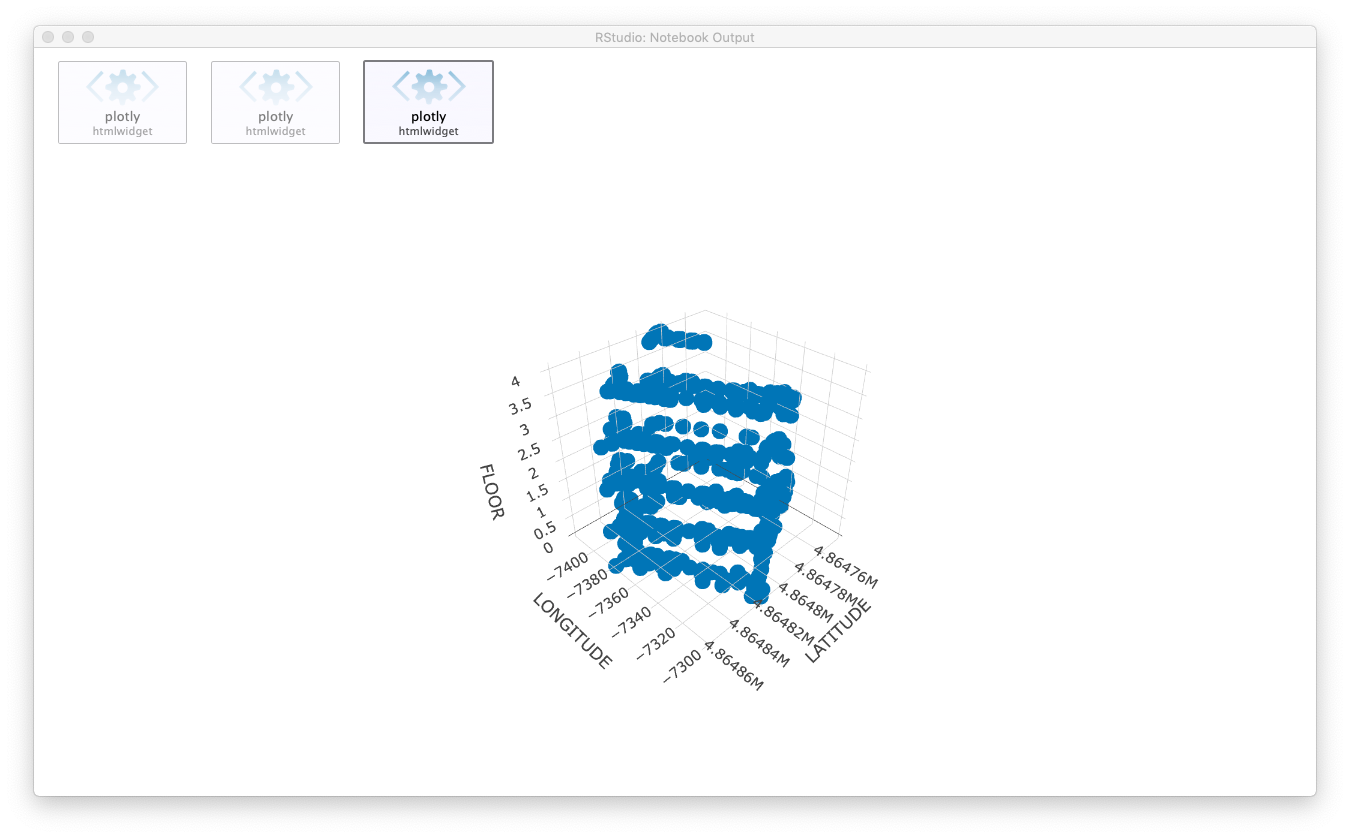 RStudio: Notebook Output
plotly
htmlwidget
plotly
htmlwidget
plotly
htmlwidget
4
3.5
3
2.5
2
1.5
1
0.5
0
FLOOR
−7400
−7380
−7360
−7340
−7320
−7300
LONGITUDE
4.86476M
4.86478M
4.8648M
4.86482M
4.86484M
4.86486M
LATITUDE